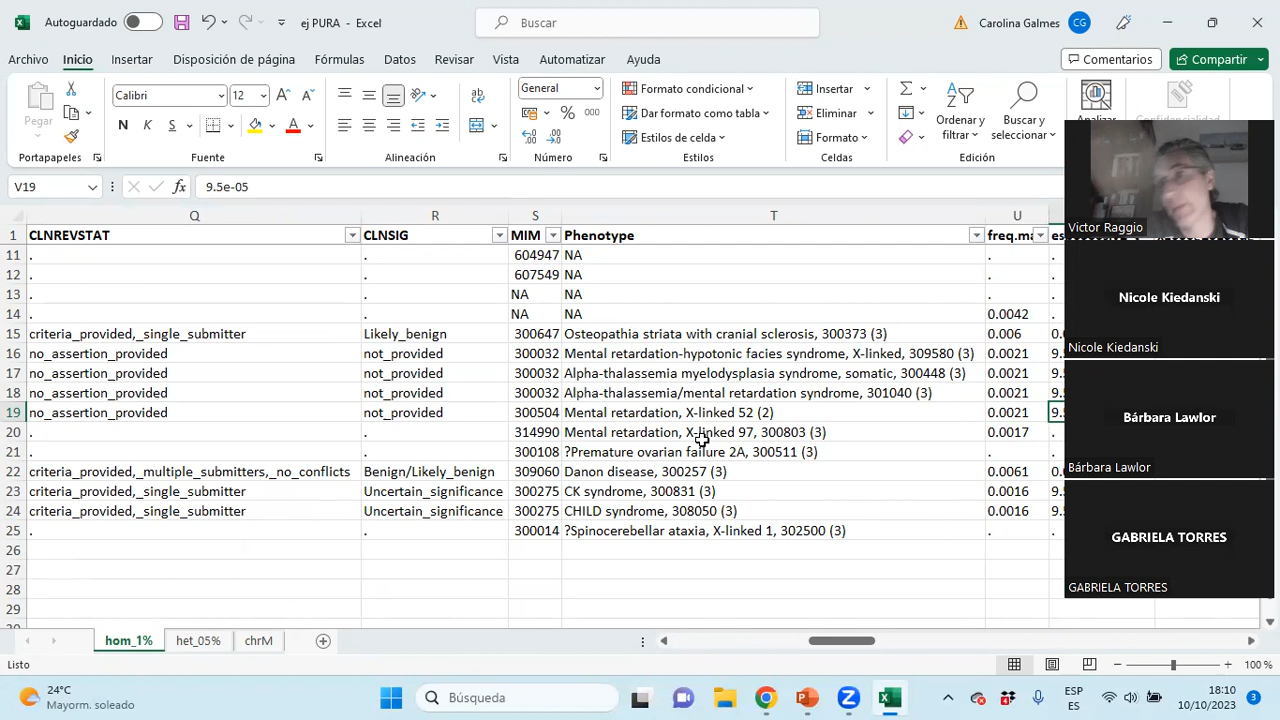 Autoguardado ej PURA - Excel Buscar Carolina Galmes CG
Archivo Inicio Insertar Disposición de página Fórmulas Datos Revisar Vista Automatizar Ayuda Comentarios Compartir
Pegar Calibri 12 General Formato condicional Insertar
N K S Dar formato como tabla Eliminar Ordenar y filtrar Buscar y seleccionar Analizar
Estilos de celda Formato
Portapapeles Fuente Alineación Número Estilos Celdas Edición
V19 9.5e-05
Q R S T U
1 CLNREVSTAT CLNSIG MIM Phenotype freq.ma
11 . . 604947 NA . .
12 . . 607549 NA . .
13 . . NA NA . .
14 . . NA NA 0.0042 .
15 criteria_provided,_single_submitter Likely_benign 300647 Osteopathia striata with cranial sclerosis, 300373 (3) 0.006
16 no_assertion_provided not_provided 300032 Mental retardation-hypotonic facies syndrome, X-linked, 309580 (3) 0.0021 9.
17 no_assertion_provided not_provided 300032 Alpha-thalassemia myelodysplasia syndrome, somatic, 300448 (3) 0.0021 9.
18 no_assertion_provided not_provided 300032 Alpha-thalassemia/mental retardation syndrome, 301040 (3) 0.0021 9.
19 no_assertion_provided not_provided 300504 Mental retardation, X-linked 52 (2) 0.0021 9.
20 . . 314990 Mental retardation, X-linked 97, 300803 (3) 0.0017 .
21 . . 300108 ?Premature ovarian failure 2A, 300511 (3) . .
22 criteria_provided,_multiple_submitters,_no_conflicts Benign/Likely_benign 309060 Danon disease, 300257 (3) 0.0061 9.
23 criteria_provided,_single_submitter Uncertain_significance 300275 CK syndrome, 300831 (3) 0.0016 9.
24 criteria_provided,_single_submitter Uncertain_significance 300275 CHILD syndrome, 308050 (3) 0.0016 9.
25 . . 300014 ?Spinocerebellar ataxia, X-linked 1, 302500 (3) . .
26
27
28
29
Victor Raggio
Nicole Kiedanski
Nicole Kiedanski
Bárbara Lawlor
Bárbara Lawlor
GABRIELA TORRES
GABRIELA TORRES
hom_1% het_05% chrM
Listo 100 %
24°C
Mayorm. soleado
Búsqueda
ESP
ES
18:10
10/10/2023
3